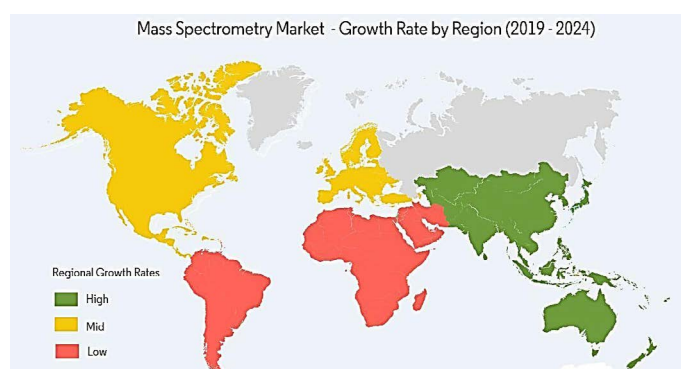 Mass Spectrometry Market - Growth Rate by Region (2019 - 2024)
Regional Growth Rates
High
Mid
Low